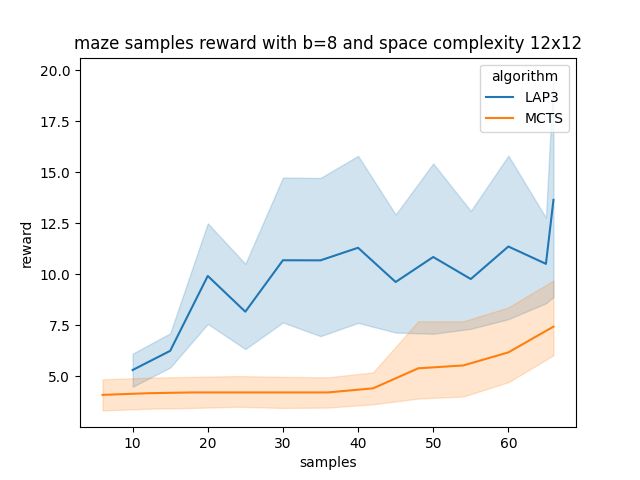 maze samples reward with b=8 and space complexity 12x12
20.0
17.5
15.0
12.5
10.0
7.5
5.0
reward
algorithm
LAP3
MCTS
10 20 30 40 50 60
samples